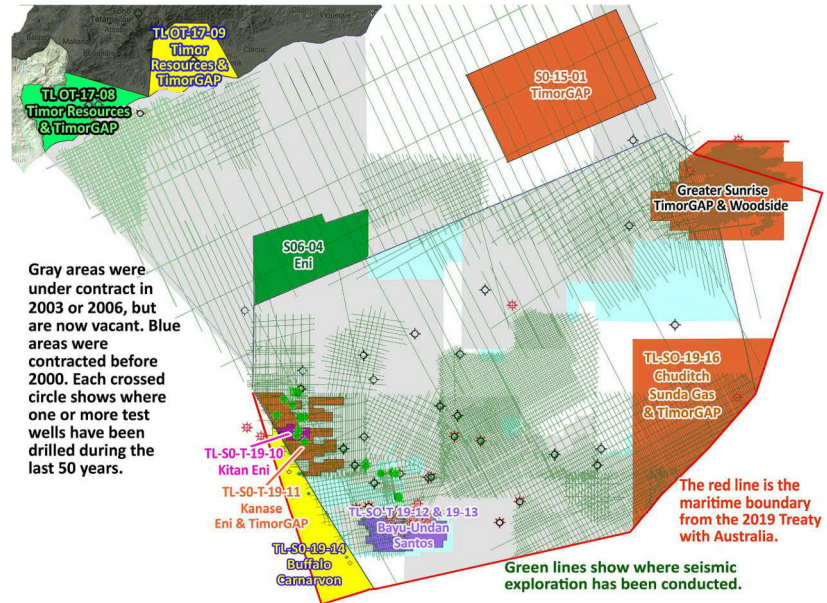 Dili
Viqueque
Maliana
Clacuc
TL OT-17-09
Timor
Resources &
TimorGAP
TL OT-17-08
Timor Resources
& TimorGAP
S0-15-01
TimorGAP
Greater Sunrise
TimorGAP & Woodside
S06-04
Eni
Gray areas were
under contract in
2003 or 2006, but
are now vacant. Blue
areas were
contracted before
2000. Each crossed
circle shows where
one or more test
wells have been
drilled during the
last 50 years.
TL-SO-19-16
Chuditch
Sunda Gas
& TimorGAP
TL-S0-T-19-10
Kitan Eni
TL-S0-T-19-11
Kanase
Eni & TimorGAP
TL-SO-T 19-12 & 19-13
Bayu-Undan
Santos
TL-S0-19-14
Buffalo
Carnarvon
The red line is the
maritime boundary
from the 2019 Treaty
with Australia.
Green lines show where seismic
exploration has been conducted.